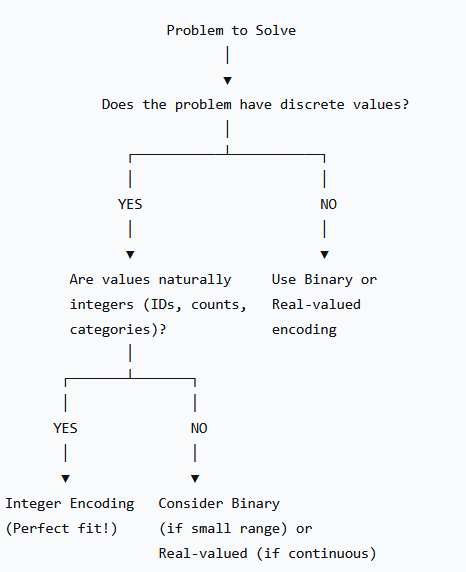 Problem to Solve
Does the problem have discrete values?
YES
NO
Are values naturally
integers (IDs, counts,
categories)?
Use Binary or
Real-valued
encoding
YES
NO
Integer Encoding
(Perfect fit!)
Consider Binary
(if small range) or
Real-valued (if continuous)